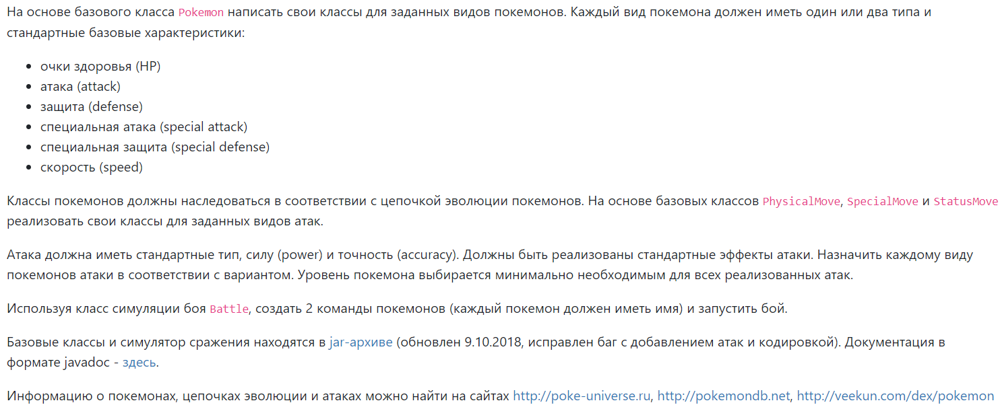 На основе базового класса Pokemon написать свои классы для заданных видов покемонов. Каждый вид покемона должен иметь один или два типа и
стандартные базовые характеристики:
• очки здоровья (HP)
• атака (attack)
• защита (defense)
• специальная атака (special attack)
• специальная защита (special defense)
• скорость (speed)
Классы покемонов должны наследоваться в соответствии с цепочкой эволюции покемонов. На основе базовых классов PhysicalMove, SpecialMove и StatusMove
реализовать свои классы для заданных видов атак.
Атака должна иметь стандартные тип, силу (power) и точность (accuracy). Должны быть реализованы стандартные эффекты атаки. Назначить каждому виду
покемонов атаки в соответствии с вариантом. Уровень покемона выбирается минимально необходимым для всех реализованных атак.
Используя класс симуляции боя Battle, создать 2 команды покемонов (каждый покемон должен иметь имя) и запустить бой.
Базовые классы и симулятор сражения находятся в jar-архиве (обновлен 9.10.2018, исправлен баг с добавлением атак и кодировкой). Документация в
формате javadoc - здесь.
Информацию о покемонах, цепочках эволюции и атаках можно найти на сайтах http://poke-universe.ru, http://pokemondb.net, http://veekun.com/dex/pokemon